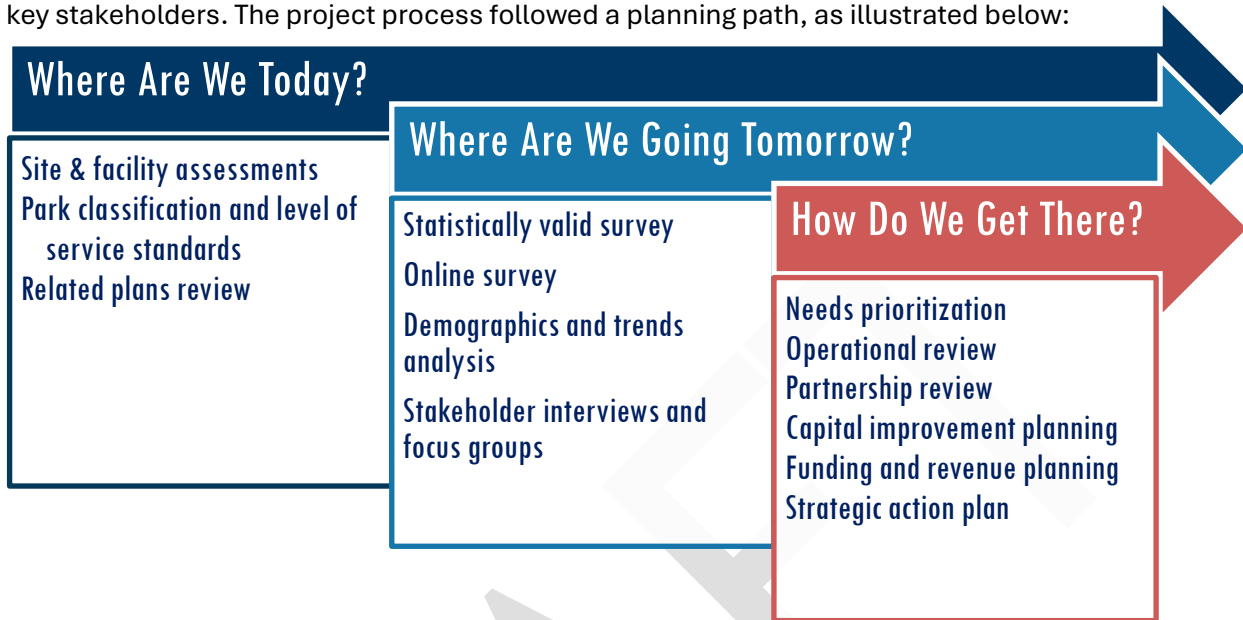 key stakeholders. The project process followed a planning path, as illustrated below:
Where Are We Today?
Site & facility assessments
Park classification and level of
service standards
Related plans review
Where Are We Going Tomorrow?
Statistically valid survey
Online survey
Demographics and trends
analysis
Stakeholder interviews and
focus groups
How Do We Get There?
Needs prioritization
Operational review
Partnership review
Capital improvement planning
Funding and revenue planning
Strategic action plan